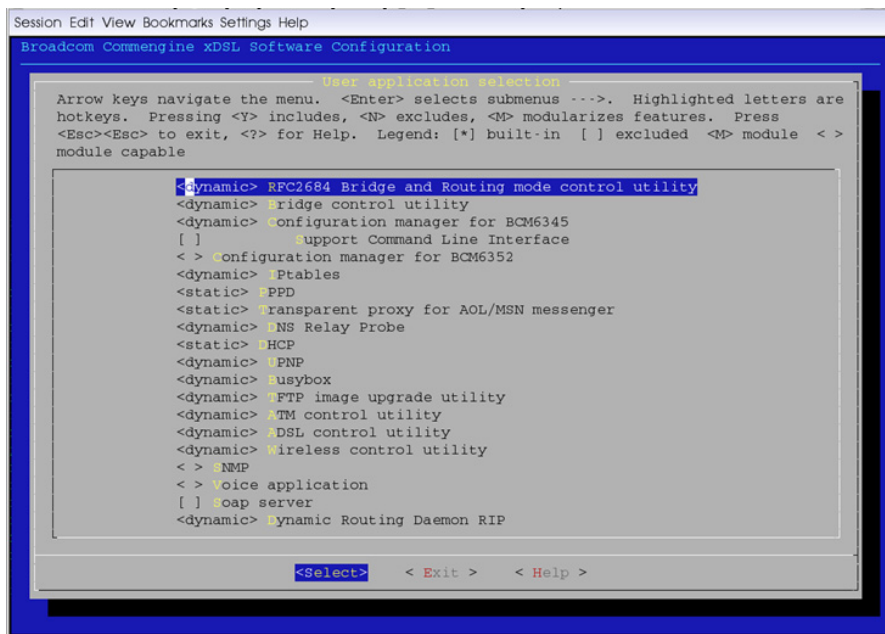 Session Edit View Bookmarks Settings Help
Broadcom Commengine xDSL Software Configuration
User application selection
Arrow keys navigate the menu. <Enter> selects submenus --->. Highlighted letters are
hotkeys. Pressing <Y> includes, <N> excludes, <M> modularizes features. Press
<Esc><Esc> to exit, <?> for Help. Legend: [*] built-in [ ] excluded <M> module < >
module capable
<dynamic> RFC2684 Bridge and Routing mode control utility
<dynamic> Bridge control utility
<dynamic> Configuration manager for BCM6345
[ ] Support Command Line Interface
< > Configuration manager for BCM6352
<dynamic> IPtables
<static> PPPD
<static> Transparent proxy for AOL/MSN messenger
<dynamic> DNS Relay Probe
<static> DHCP
<dynamic> UPNP
<dynamic> Busybox
<dynamic> TFTP image upgrade utility
<dynamic> ATM control utility
<dynamic> ADSL control utility
<dynamic> Wireless control utility
< > SNMP
< > Voice application
[ ] Soap server
<dynamic> Dynamic Routing Daemon RIP
<Select> < Exit > < Help >